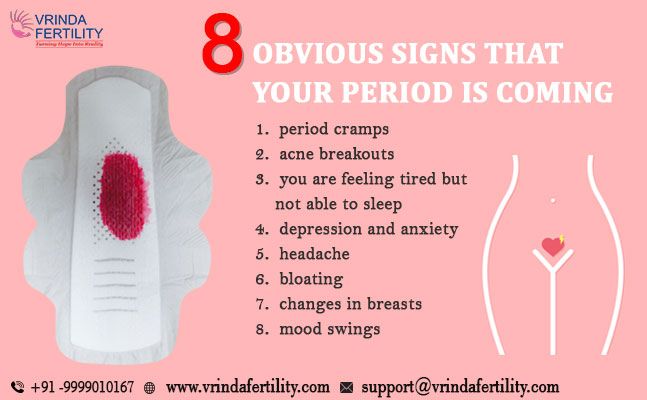 VRINDA
FERTILITY
Turning Hope Into Reality
8 OBVIOUS SIGNS THAT
YOUR PERIOD IS COMING
1. period cramps
2. acne breakouts
3. you are feeling tired but
not able to sleep
4. depression and anxiety
5. headache
6. bloating
7. changes in breasts
8. mood swings
+91 -9999010167 www.vrindafertility.com support@vrindafertility.com